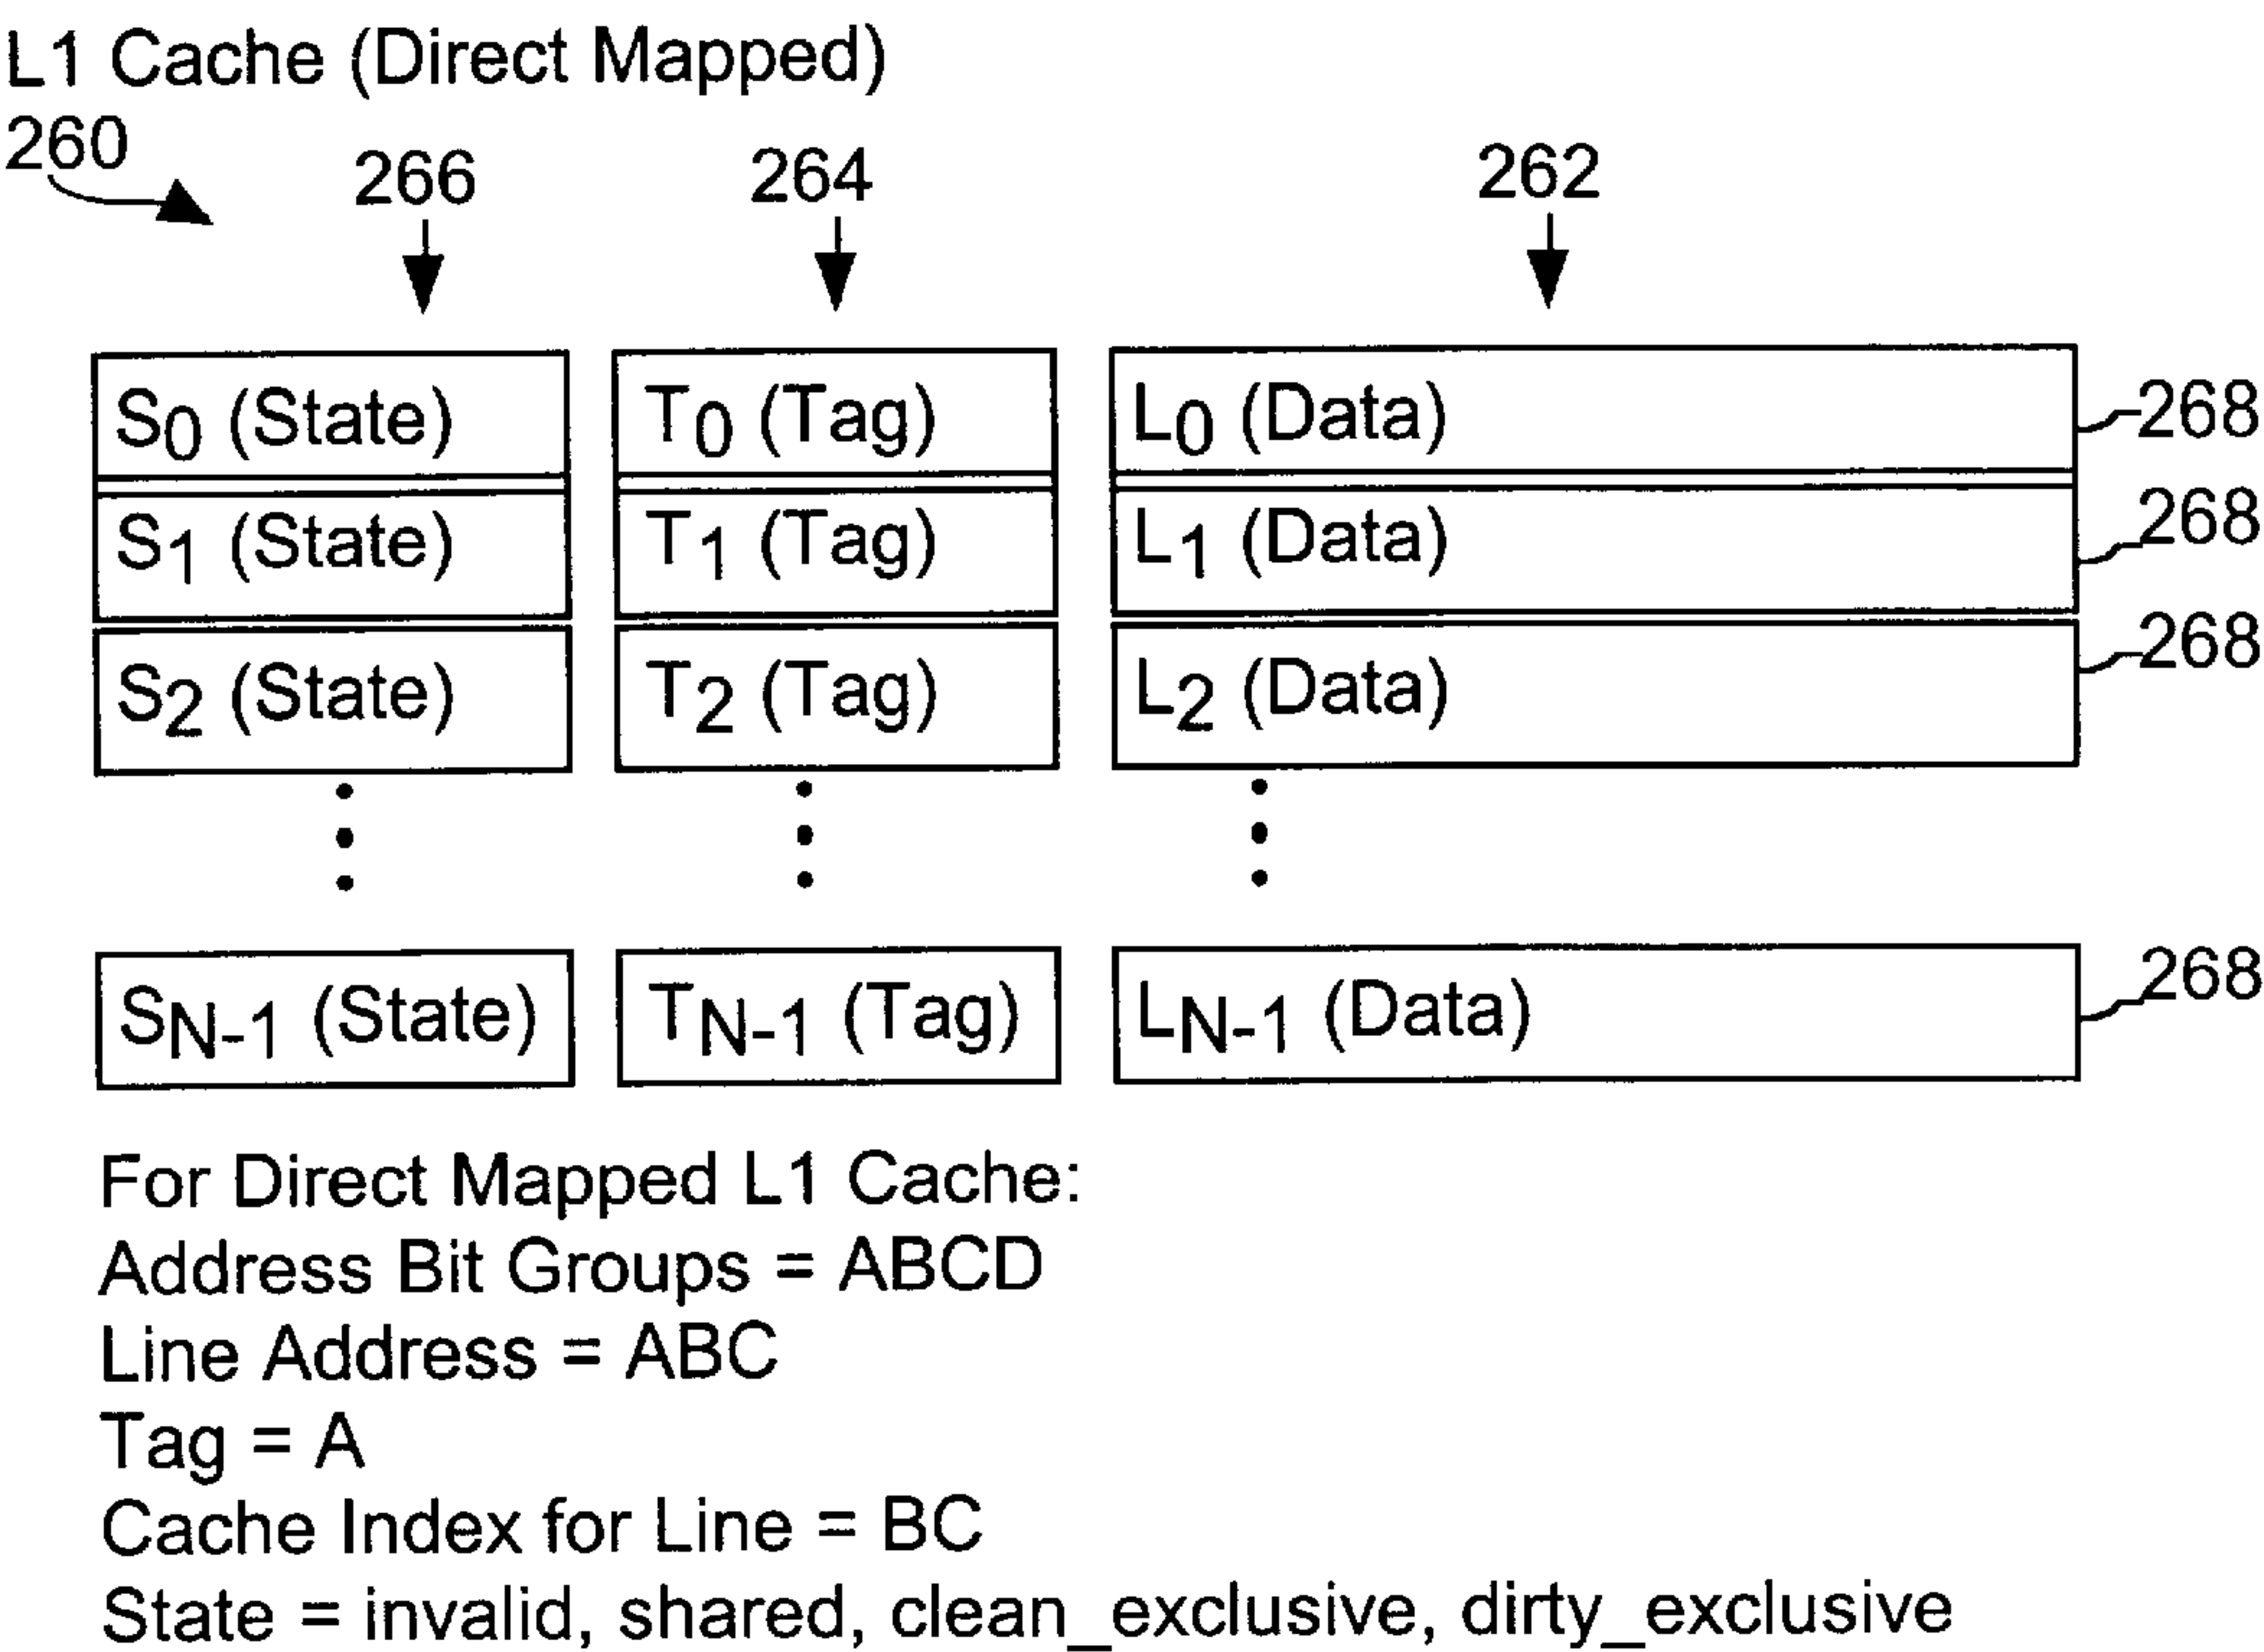 L1 Cache (Direct Mapped)
260
266 264 262
S0 (State) T0 (Tag) L0 (Data) 268
S1 (State) T1 (Tag) L1 (Data) 268
S2 (State) T2 (Tag) L2 (Data) 268
SN-1 (State) TN-1 (Tag) LN-1 (Data) 268
For Direct Mapped L1 Cache:
Address Bit Groups = ABCD
Line Address = ABC
Tag = A
Cache Index for Line = BC
State = invalid, shared, clean_exclusive, dirty_exclusive